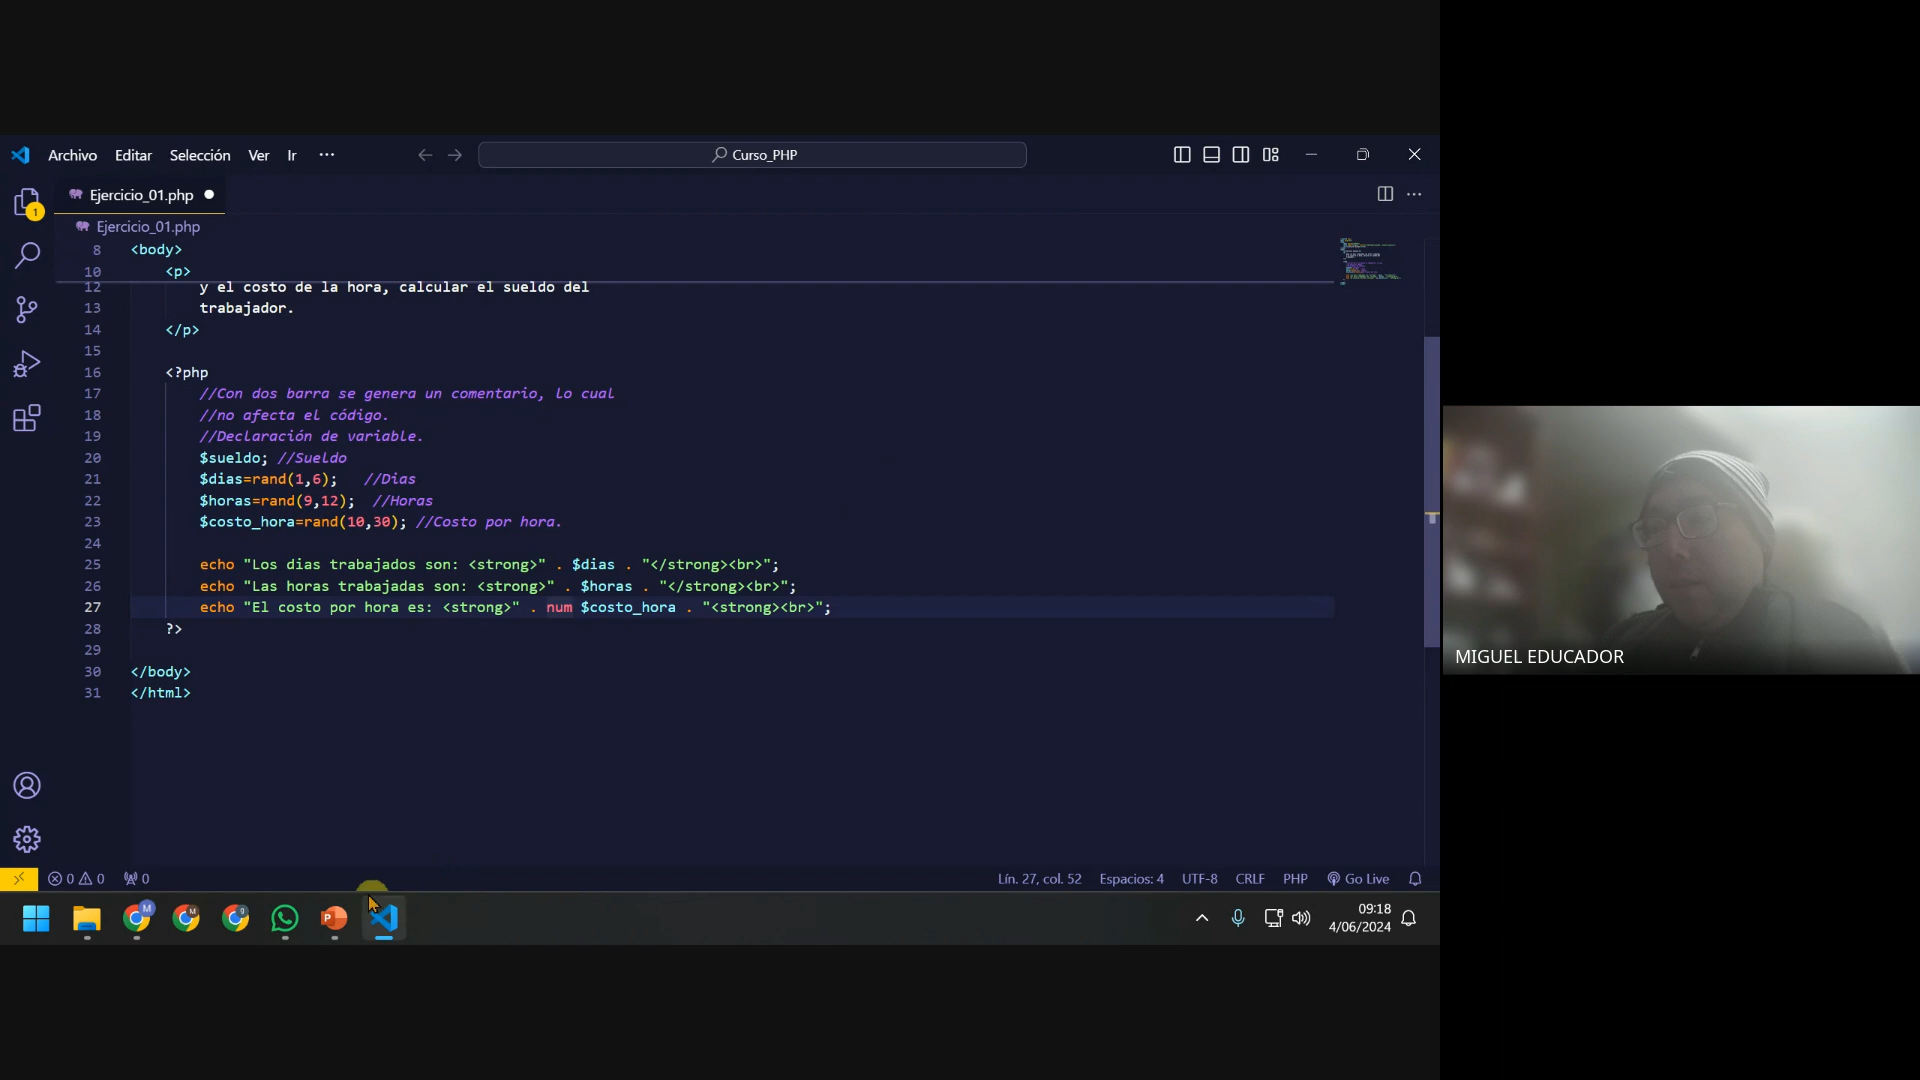 Archivo Editar Selección Ver Ir ··· Curso_PHP
Ejercicio_01.php
1
Ejercicio_01.php
8 <body>
10 <p>
12 y el costo de la hora, calcular el sueldo del
13 trabajador.
14 </p>
15
16 <?php
17 //Con dos barra se genera un comentario, lo cual
18 //no afecta el código.
19 //Declaración de variable.
20 $sueldo; //Sueldo
21 $dias=rand(1,6);   //Dias
22 $horas=rand(9,12);  //Horas
23 $costo_hora=rand(10,30); //Costo por hora.
24
25 echo "Los dias trabajados son: <strong>" . $dias . "</strong><br>";
26 echo "Las horas trabajadas son: <strong>" . $horas . "</strong><br>";
27 echo "El costo por hora es: <strong>" . num $costo_hora . "<strong><br>";
28 ?>
29
30 </body>
31 </html>
MIGUEL EDUCADOR
0 0 0 Lín. 27, col. 52 Espacios: 4 UTF-8 CRLF PHP Go Live
09:18
4/06/2024